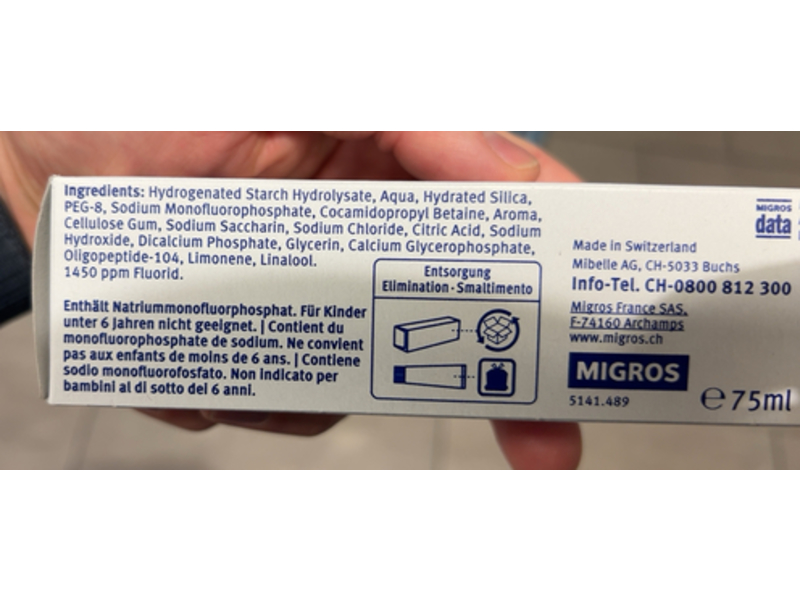 Ingredients: Hydrogenated Starch Hydrolysate, Aqua, Hydrated Silica,
PEG-8, Sodium Monofluorophosphate, Cocamidopropyl Betaine, Aroma,
Cellulose Gum, Sodium Saccharin, Sodium Chloride, Citric Acid, Sodium
Hydroxide, Dicalcium Phosphate, Glycerin, Calcium Glycerophosphate,
Oligopeptide-104, Limonene, Linalool.
1450 ppm Fluorid.
Enthält Natriummonofluorphosphat. Für Kinder
unter 6 Jahren nicht geeignet. | Contient du
monofluorophosphate de sodium. Ne convient
pas aux enfants de moins de 6 ans. | Contiene
sodio monofluorofosfato. Non indicato per
bambini al di sotto dei 6 anni.
Entsorgung
Elimination · Smaltimento
MIGROS
data
Made in Switzerland
Mibelle AG, CH-5033 Buchs
Info-Tel. CH-0800 812 300
Migros France SAS,
F-74160 Archamps
www.migros.ch
MIGROS
5141.489
℮75ml